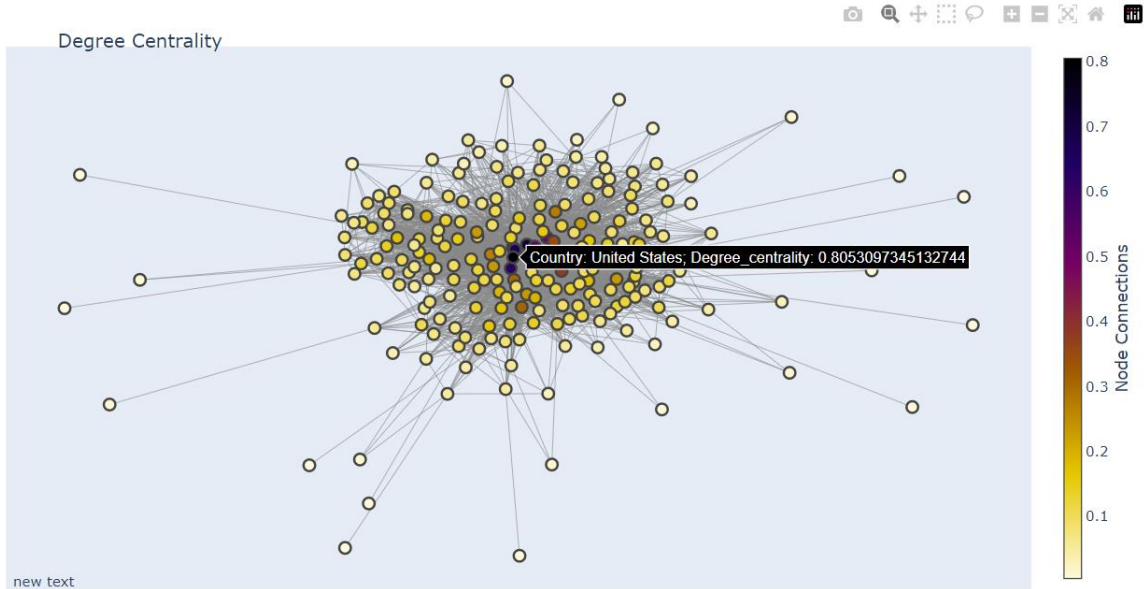 Degree Centrality
Country: United States; Degree_centrality: 0.8053097345132744
new text
0.8
0.7
0.6
0.5
0.4
0.3
0.2
0.1
Node Connections